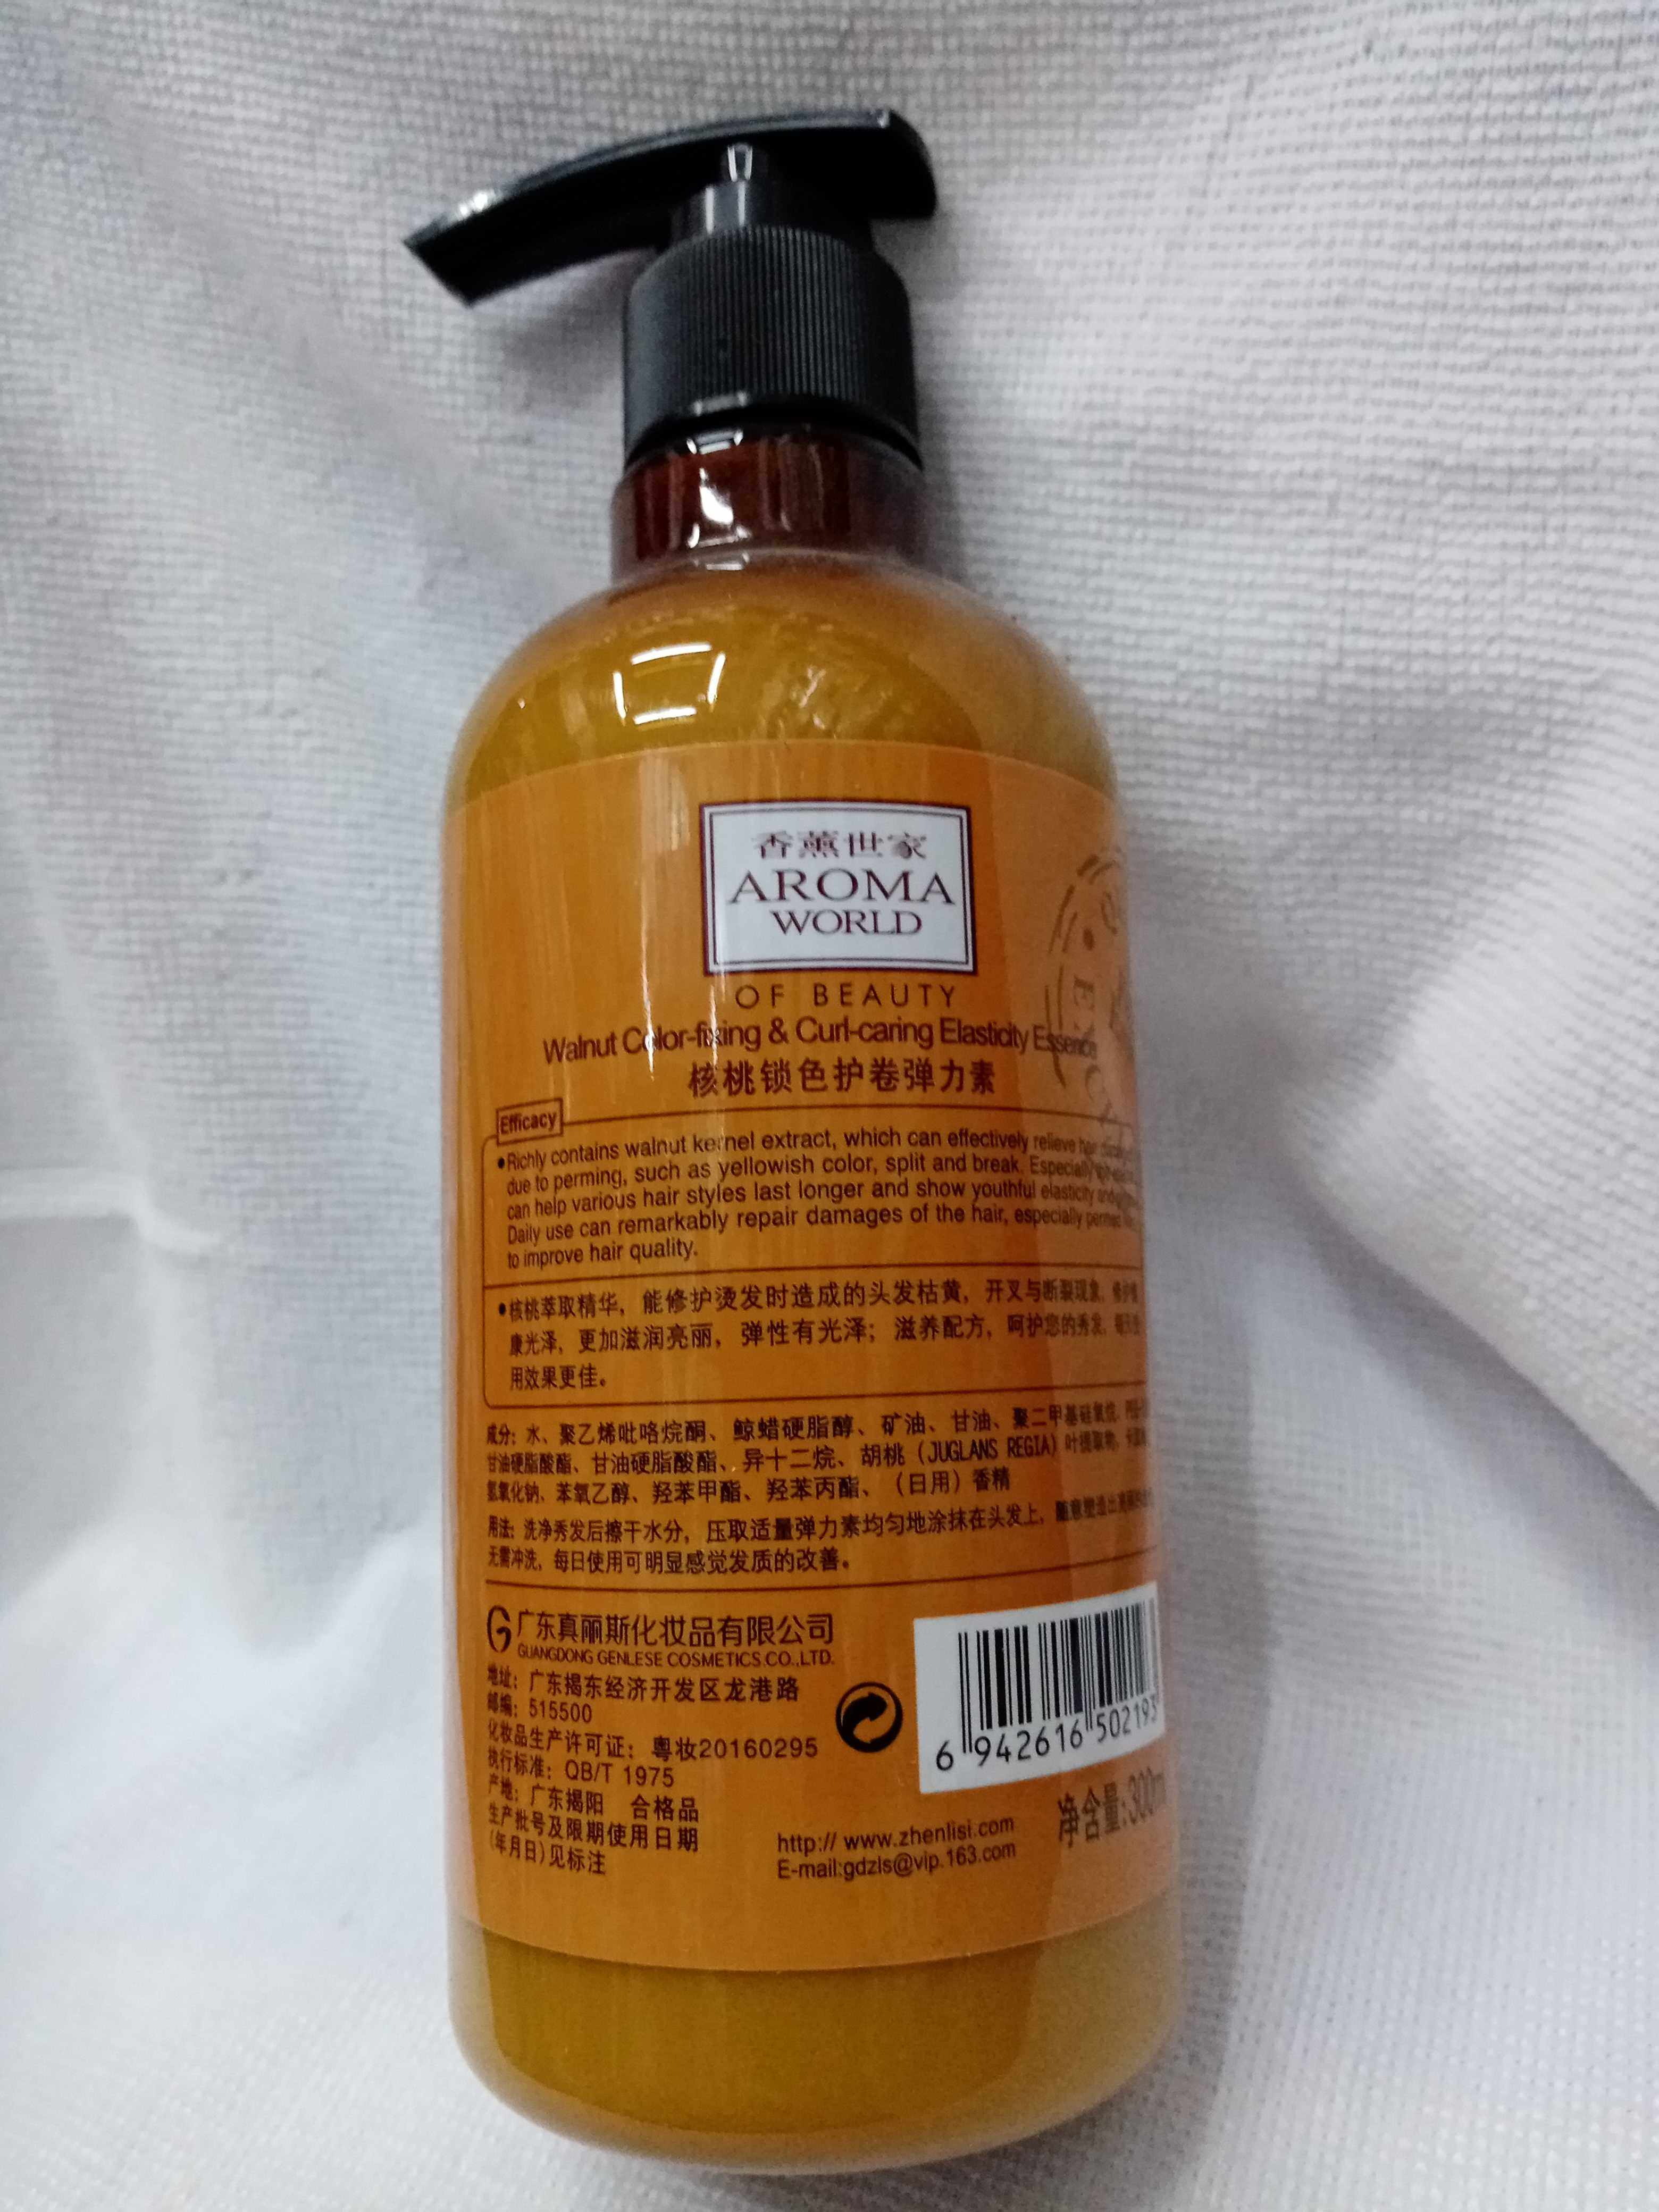 香薰世家
AROMA
WORLD
OF BEAUTY
Walnut Color-fixing & Curl-caring Elasticity Essence
核桃锁色护卷弹力素
Efficacy
•Richly contains walnut kernel extract, which can effectively relieve hair
due to perming, such as yellowish color, split and break. Especially
can help various hair styles last longer and show youthful elasticity and
Daily use can remarkably repair damages of the hair, especially permed
to improve hair quality.
•核桃萃取精华，能修护烫发时造成的头发枯黄，开叉与断裂现象，
康光泽，更加滋润亮丽，弹性有光泽；滋养配方，呵护您的秀发，
用效果更佳。
成分：水、聚乙烯吡咯烷酮、鲸蜡硬脂醇、矿油、甘油、聚二甲基硅氧烷、
甘油硬脂酸酯、甘油硬脂酸酯、异十二烷、胡桃（JUGLANS REGIA）叶提取物、
氢氧化钠、苯氧乙醇、羟苯甲酯、羟苯丙酯、（日用）香精
用法：洗净秀发后擦干水分，压取适量弹力素均匀地涂抹在头发上，随意塑造出
无需冲洗，每日使用可明显感觉发质的改善。
广东真丽斯化妆品有限公司
GUANGDONG GENLESE COSMETICS.CO.,LTD.
地址：广东揭东经济开发区龙港路
邮编：515500
化妆品生产许可证：粤妆20160295
执行标准：QB/T 1975
产地：广东揭阳 合格品
生产批号及限期使用日期
(年月日)见标注
6 942616 502193
净含量:300ml
http:// www.zhenlisi.com
E-mail:gdzls@vip.163.com